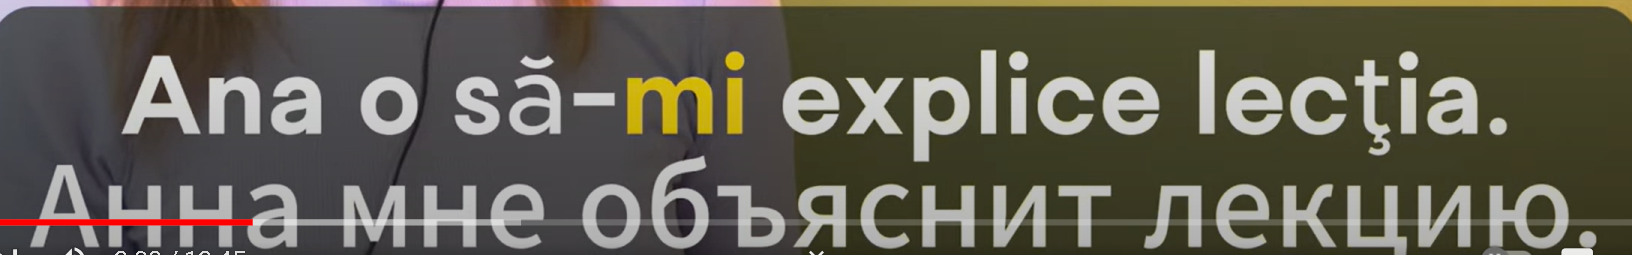 Ana o să-mi explice lecţia.
Анна мне объяснит лекцию.